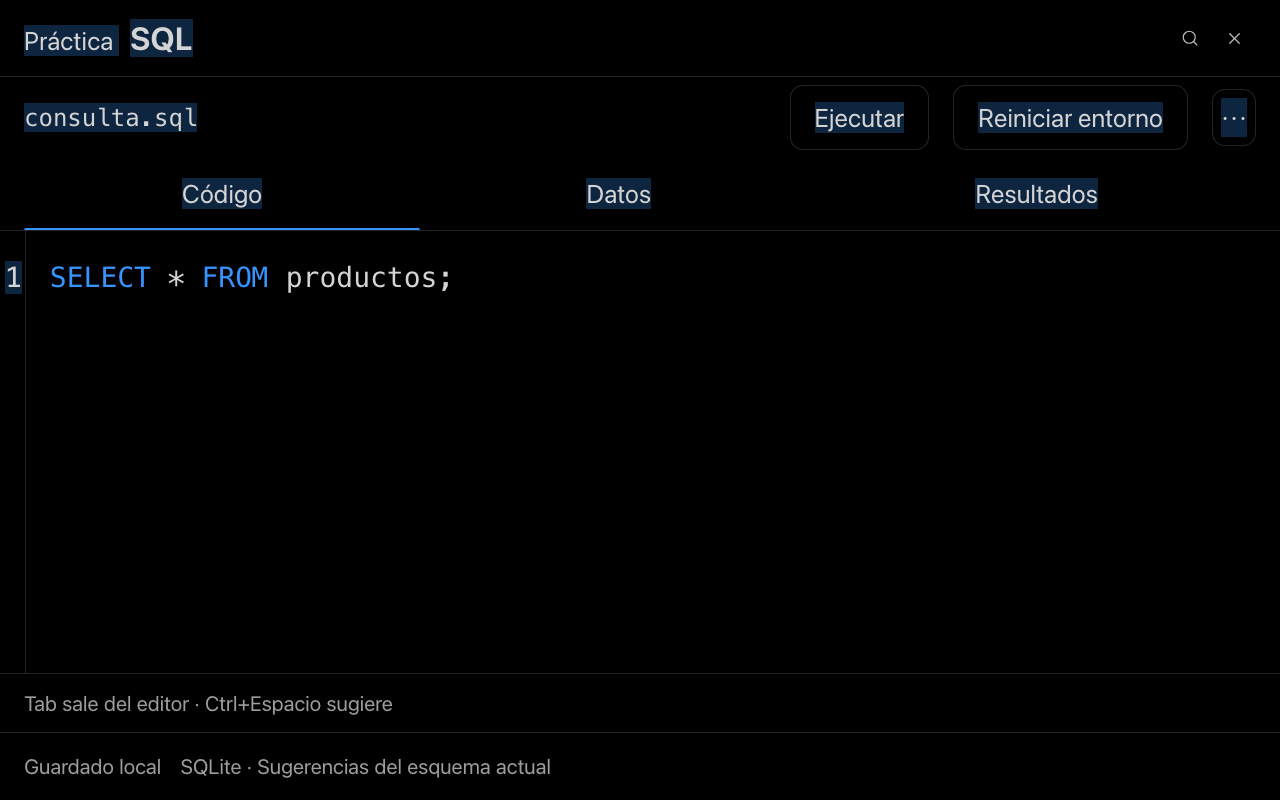 Práctica SQL
consulta.sql Ejecutar Reiniciar entorno ···
Código Datos Resultados
1 SELECT * FROM productos;
Tab sale del editor · Ctrl+Espacio sugiere
Guardado local SQLite · Sugerencias del esquema actual